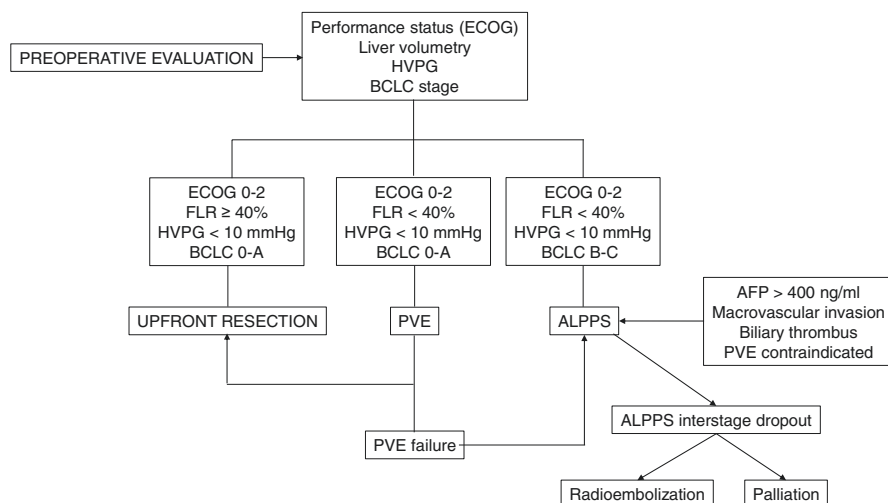 Performance status (ECOG)
Liver volumetry
HVPG
BCLC stage
PREOPERATIVE EVALUATION
ECOG 0-2
FLR ≥ 40%
HVPG < 10 mmHg
BCLC 0-A
ECOG 0-2
FLR < 40%
HVPG < 10 mmHg
BCLC 0-A
ECOG 0-2
FLR < 40%
HVPG < 10 mmHg
BCLC B-C
UPFRONT RESECTION
PVE
ALPPS
AFP > 400 ng/ml
Macrovascular invasion
Biliary thrombus
PVE contraindicated
PVE failure
ALPPS interstage dropout
Radioembolization
Palliation